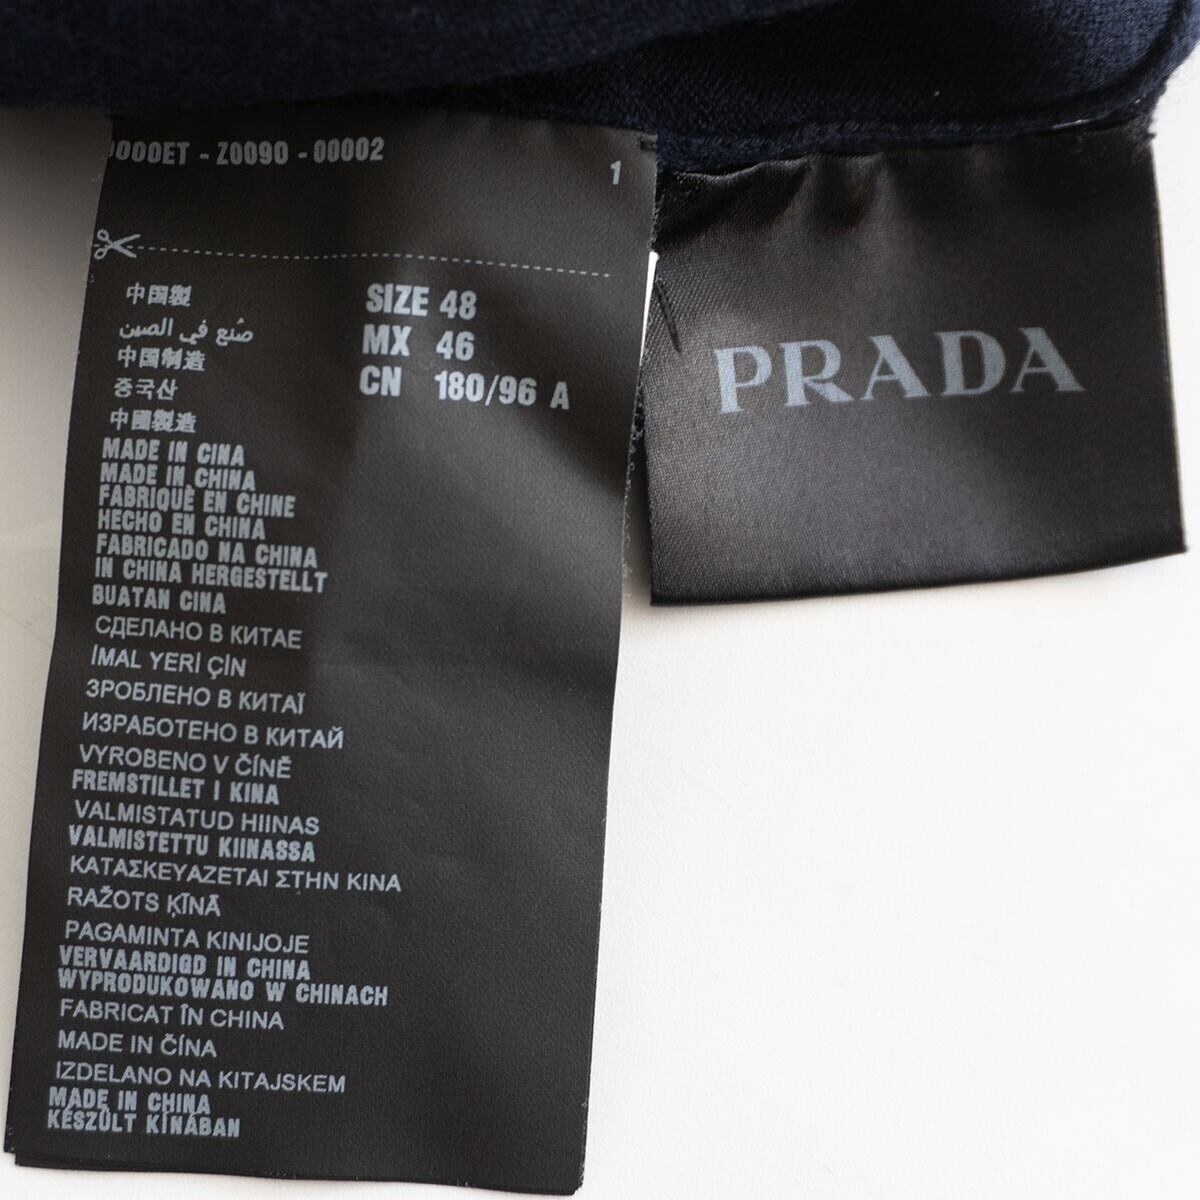 000ET - Z0090 - 00002
1
中国製
صُنع في الصين
中国制造
중국산
中國製造
SIZE 48
MX 46
CN 180/96 A
MADE IN CINA
MADE IN CHINA
FABRIQUÈ EN CHINE
HECHO EN CHINA
FABRICADO NA CHINA
IN CHINA HERGESTELLT
BUATAN CINA
СДЕЛАНО В КИТАЕ
İMAL YERİ ÇİN
ЗРОБЛЕНО В КИТАЇ
ИЗРАБОТЕНО В КИТАЙ
VYROBENO V ČÍNĚ
FREMSTILLET I KINA
VALMISTATUD HIINAS
VALMISTETTU KIINASSA
ΚΑΤΑΣΚΕΥΑΖΕΤΑΙ ΣΤΗΝ ΚΙΝΑ
RAŽOTS ĶĪNĀ
PAGAMINTA KINIJOJE
VERVAARDIGD IN CHINA
WYPRODUKOWANO W CHINACH
FABRICAT ÎN CHINA
MADE IN ČÍNA
IZDELANO NA KITAJSKEM
MADE IN CHINA
KÉSZÜLT KÍNÁBAN
PRADA